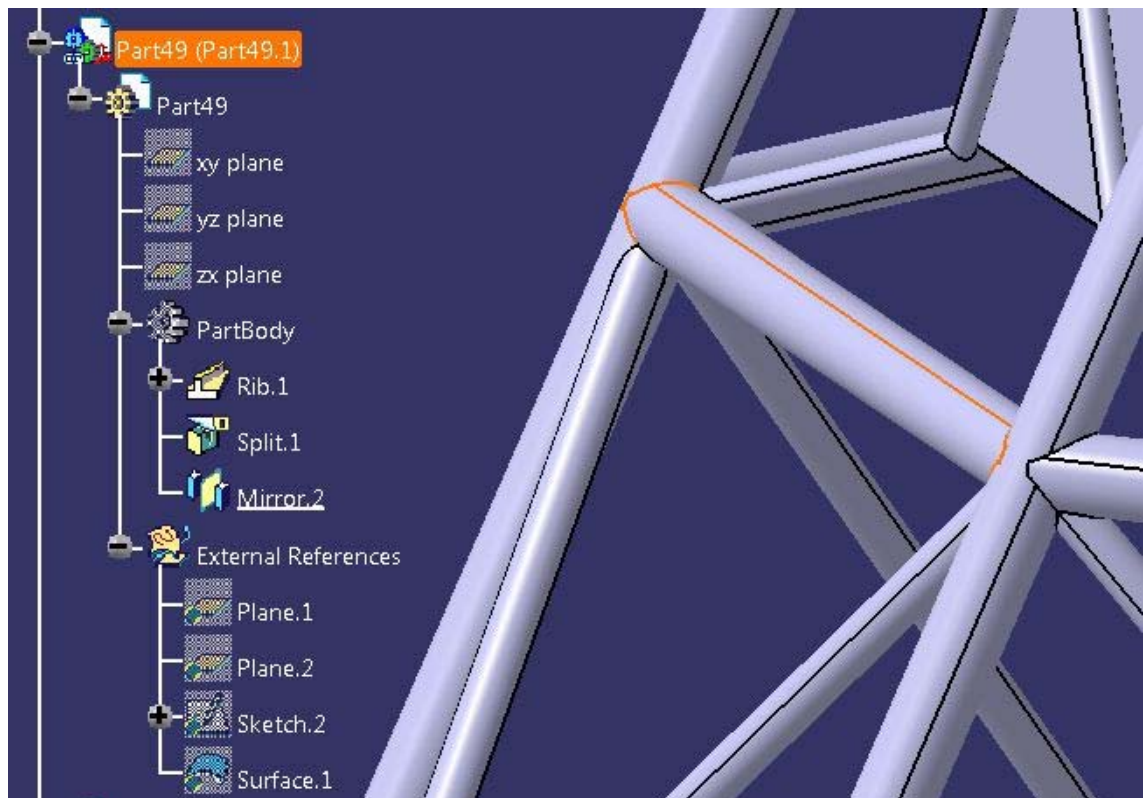 Part49 (Part49.1)
Part49
xy plane
yz plane
zx plane
PartBody
Rib.1
Split.1
Mirror.2
External References
Plane.1
Plane.2
Sketch.2
Surface.1